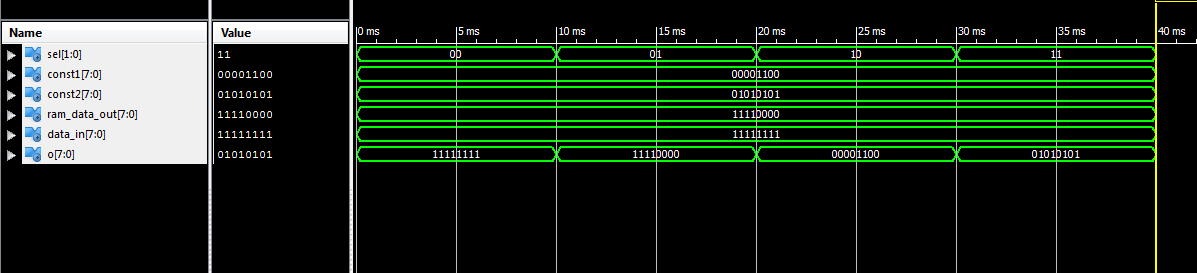 Name Value 0 ms 5 ms 10 ms 15 ms 20 ms 25 ms 30 ms 35 ms 40 ms
sel[1:0] 11 00 01 10 11
const1[7:0] 00001100 00001100
const2[7:0] 01010101 01010101
ram_data_out[7:0] 11110000 11110000
data_in[7:0] 11111111 11111111
o[7:0] 01010101 11111111 11110000 00001100 01010101